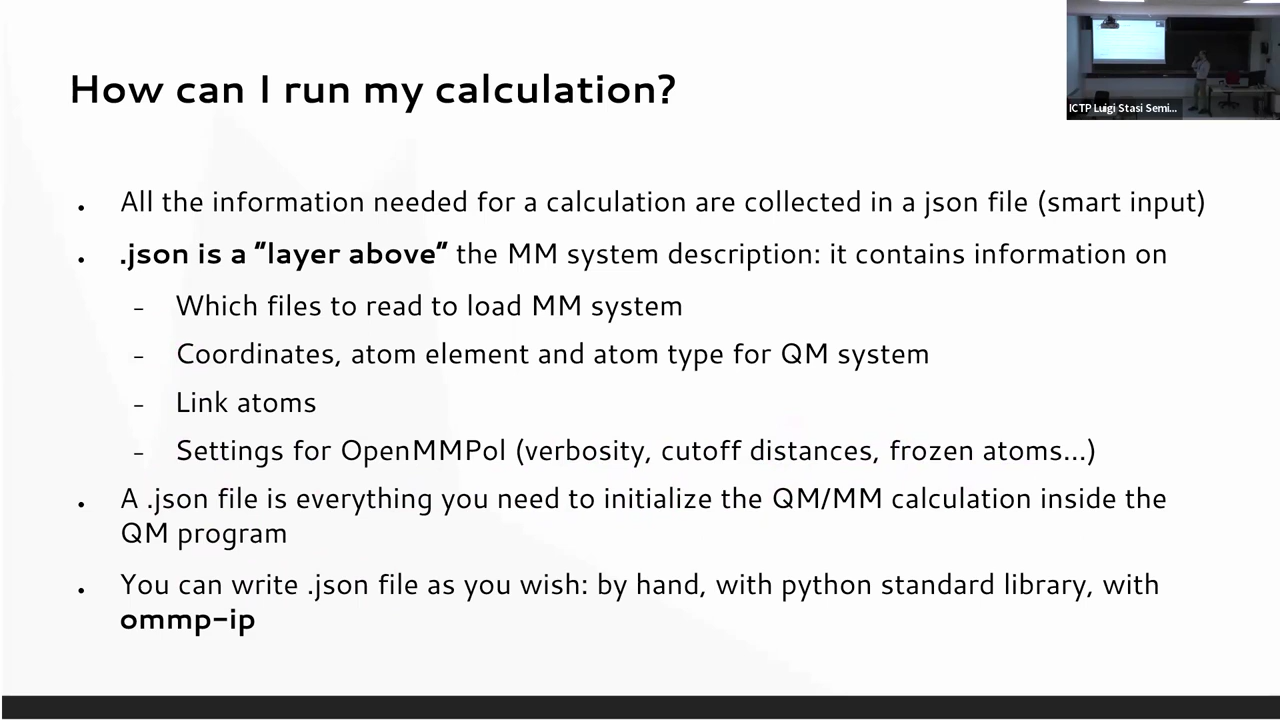 How can I run my calculation?
ICTP Luigi Stasi Semi...
• All the information needed for a calculation are collected in a json file (smart input)
• .json is a "layer above" the MM system description: it contains information on
– Which files to read to load MM system
– Coordinates, atom element and atom type for QM system
– Link atoms
– Settings for OpenMMPol (verbosity, cutoff distances, frozen atoms...)
• A .json file is everything you need to initialize the QM/MM calculation inside the
QM program
• You can write .json file as you wish: by hand, with python standard library, with
ommp-ip